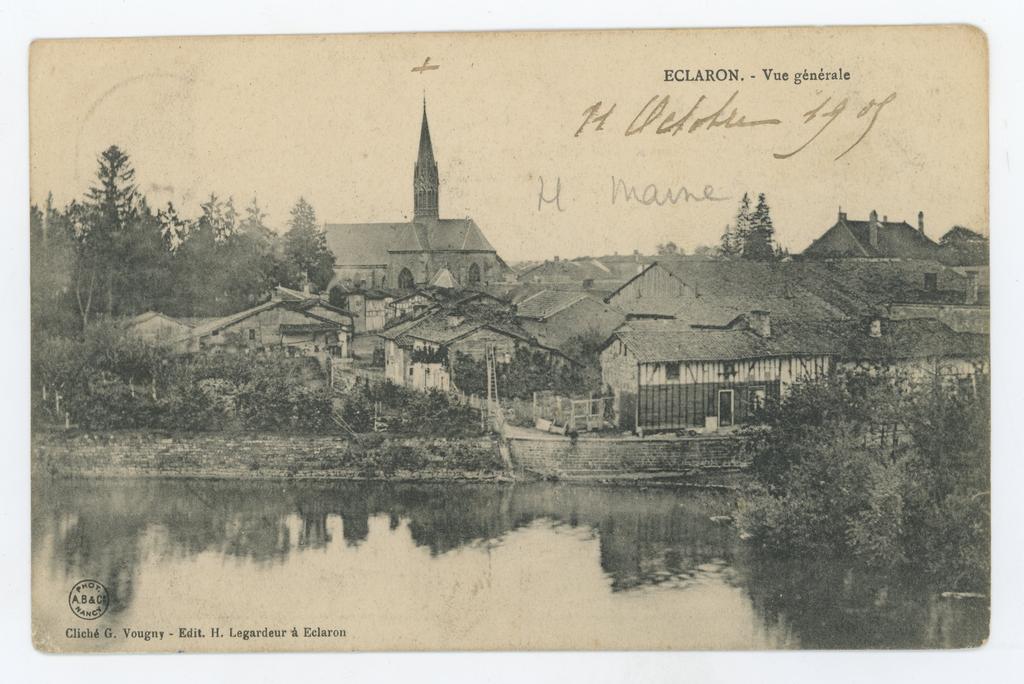 ECLARON. - Vue générale
11 Octobre 1905
H Marne
PHOT.
A.B & Cⁱᵉ
NANCY
Cliché G. Vougny - Edit. H. Legardeur à Eclaron